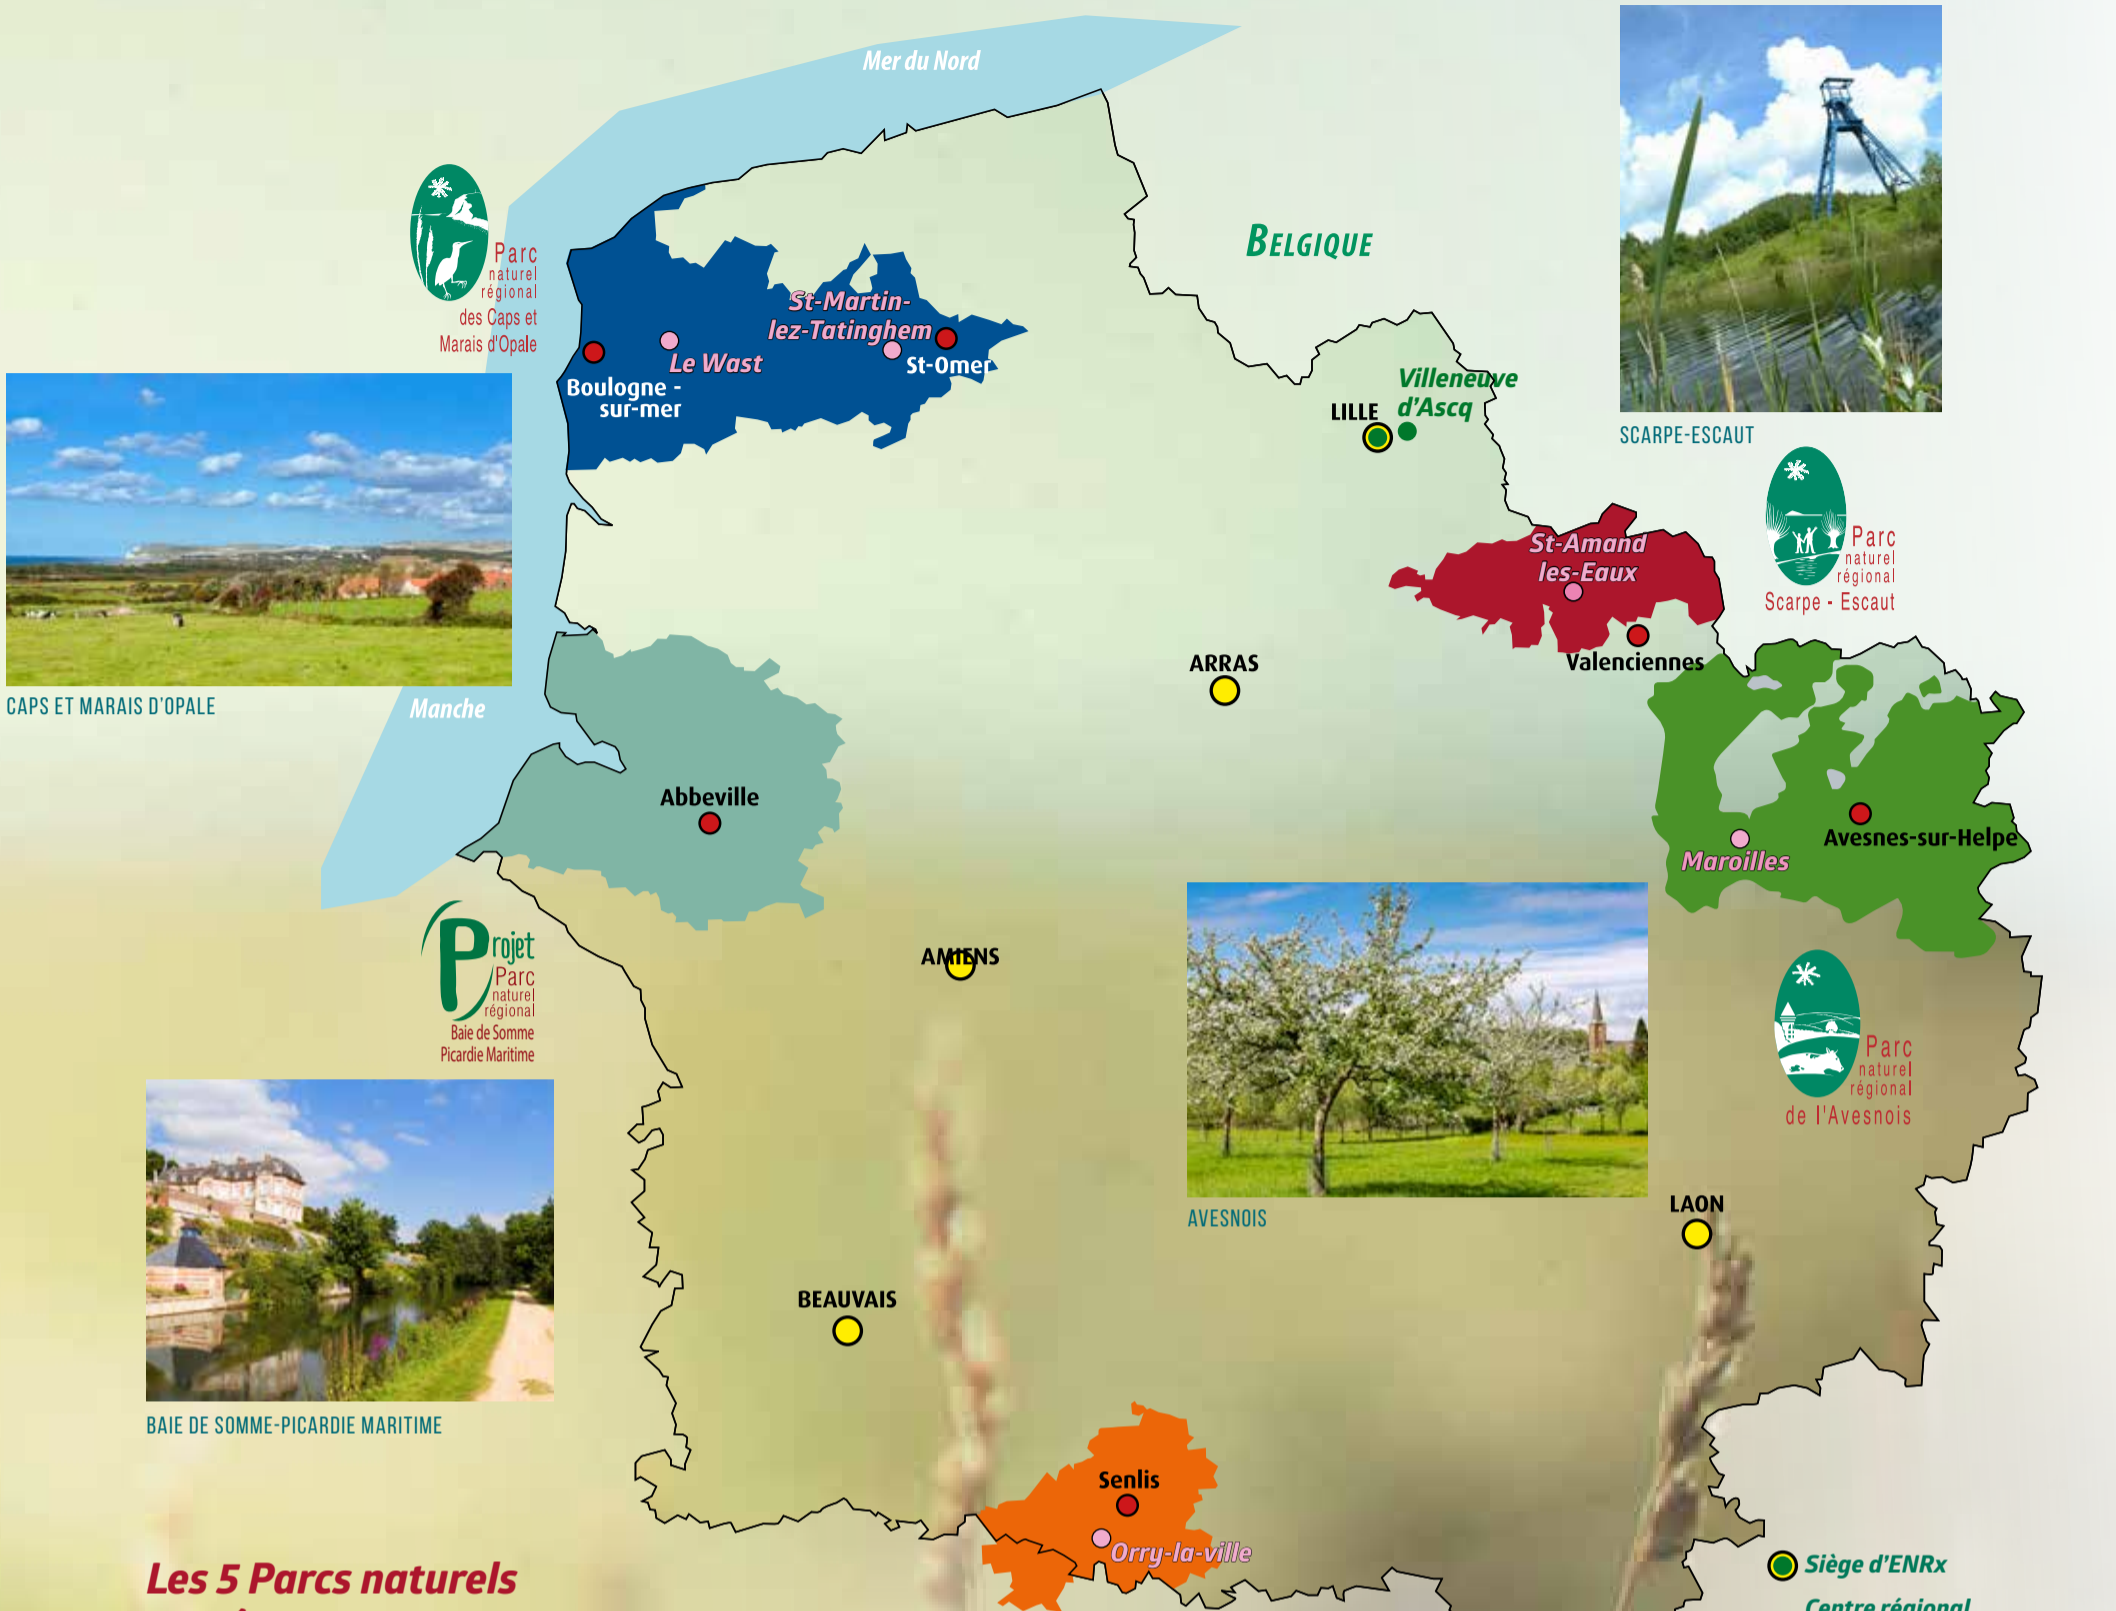 Mer du Nord
Parc
naturel
régional
des Caps et
Marais d'Opale
BELGIQUE
St-Martin-
lez-Tatinghem
Le Wast
St-Omer
Boulogne -
sur-mer
Villeneuve
d'Ascq
LILLE
SCARPE-ESCAUT
Parc
naturel
régional
Scarpe - Escaut
St-Amand
les-Eaux
Valenciennes
ARRAS
CAPS ET MARAIS D'OPALE
Manche
Abbeville
Avesnes-sur-Helpe
Maroilles
Projet
Parc
naturel
régional
Baie de Somme
Picardie Maritime
AMIENS
Parc
naturel
régional
de l'Avesnois
AVESNOIS
LAON
BEAUVAIS
BAIE DE SOMME-PICARDIE MARITIME
Senlis
Orry-la-ville
Les 5 Parcs naturels
Siège d'ENRx
Centre régional